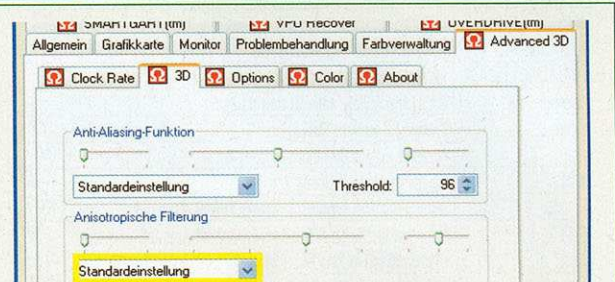 SMARTGART(tm) VPU Recover OVERDRIVE(tm)
Allgemein Grafikkarte Monitor Problembehandlung Farbverwaltung Ω Advanced 3D
Ω Clock Rate Ω 3D Ω Options Ω Color Ω About
Anti-Aliasing-Funktion
Standardeinstellung Threshold: 96
Anisotropische Filterung
Standardeinstellung